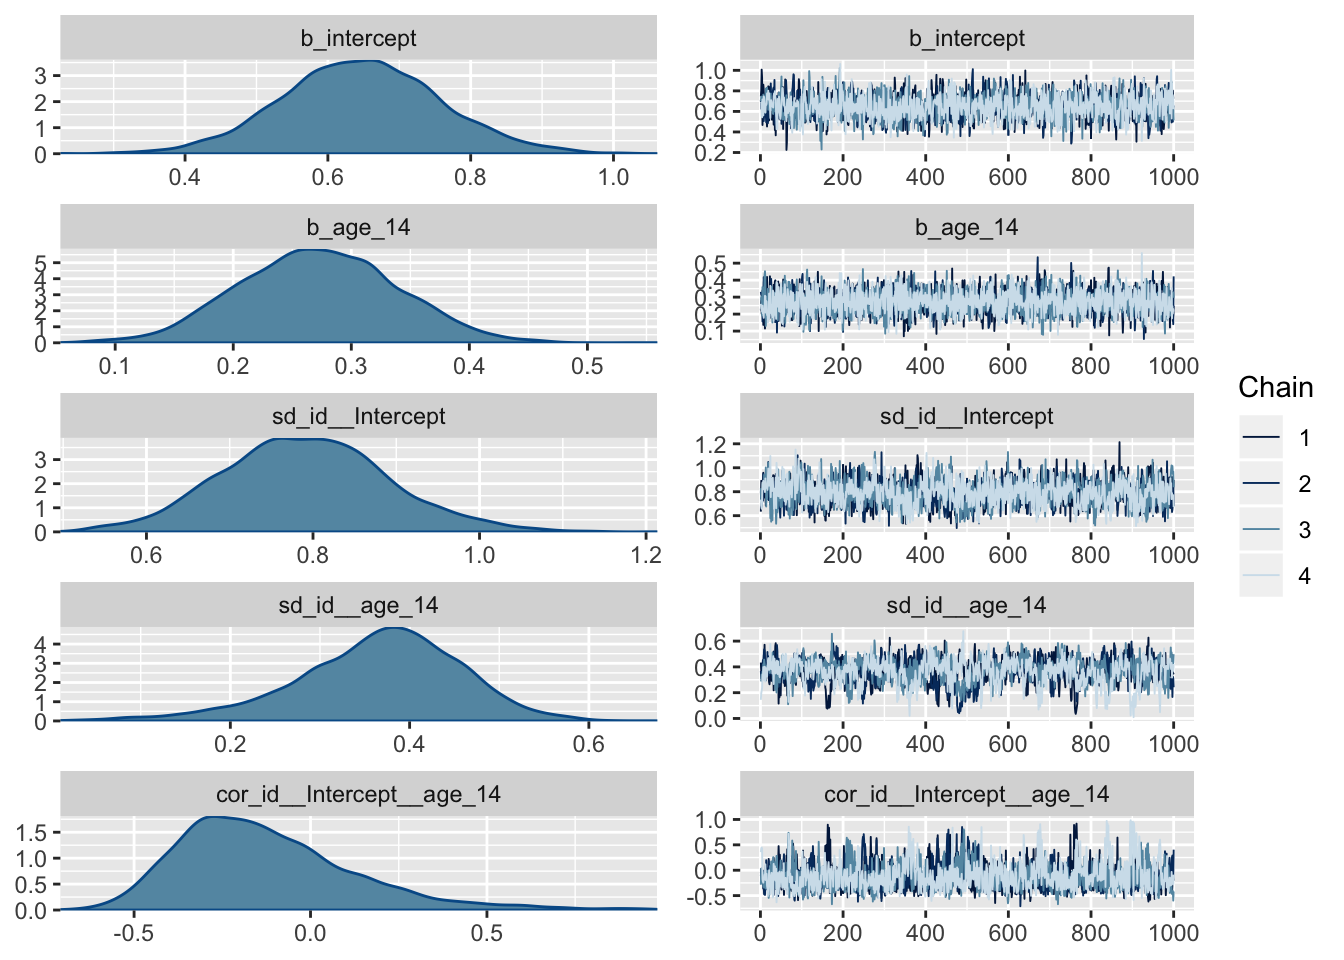 b_intercept
3
2
1
0
0.4 0.6 0.8 1.0
b_intercept
1.0
0.8
0.6
0.4
0.2
0 200 400 600 800 1000
b_age_14
5
4
3
2
1
0
0.1 0.2 0.3 0.4 0.5
b_age_14
0.5
0.4
0.3
0.2
0.1
0 200 400 600 800 1000
sd_id__Intercept
3
2
1
0
0.6 0.8 1.0 1.2
sd_id__Intercept
1.2
1.0
0.8
0.6
0 200 400 600 800 1000
sd_id__age_14
4
3
2
1
0
0.2 0.4 0.6
sd_id__age_14
0.6
0.4
0.2
0.0
0 200 400 600 800 1000
cor_id__Intercept__age_14
1.5
1.0
0.5
0.0
-0.5 0.0 0.5
cor_id__Intercept__age_14
1.0
0.5
0.0
-0.5
0 200 400 600 800 1000
Chain
1
2
3
4